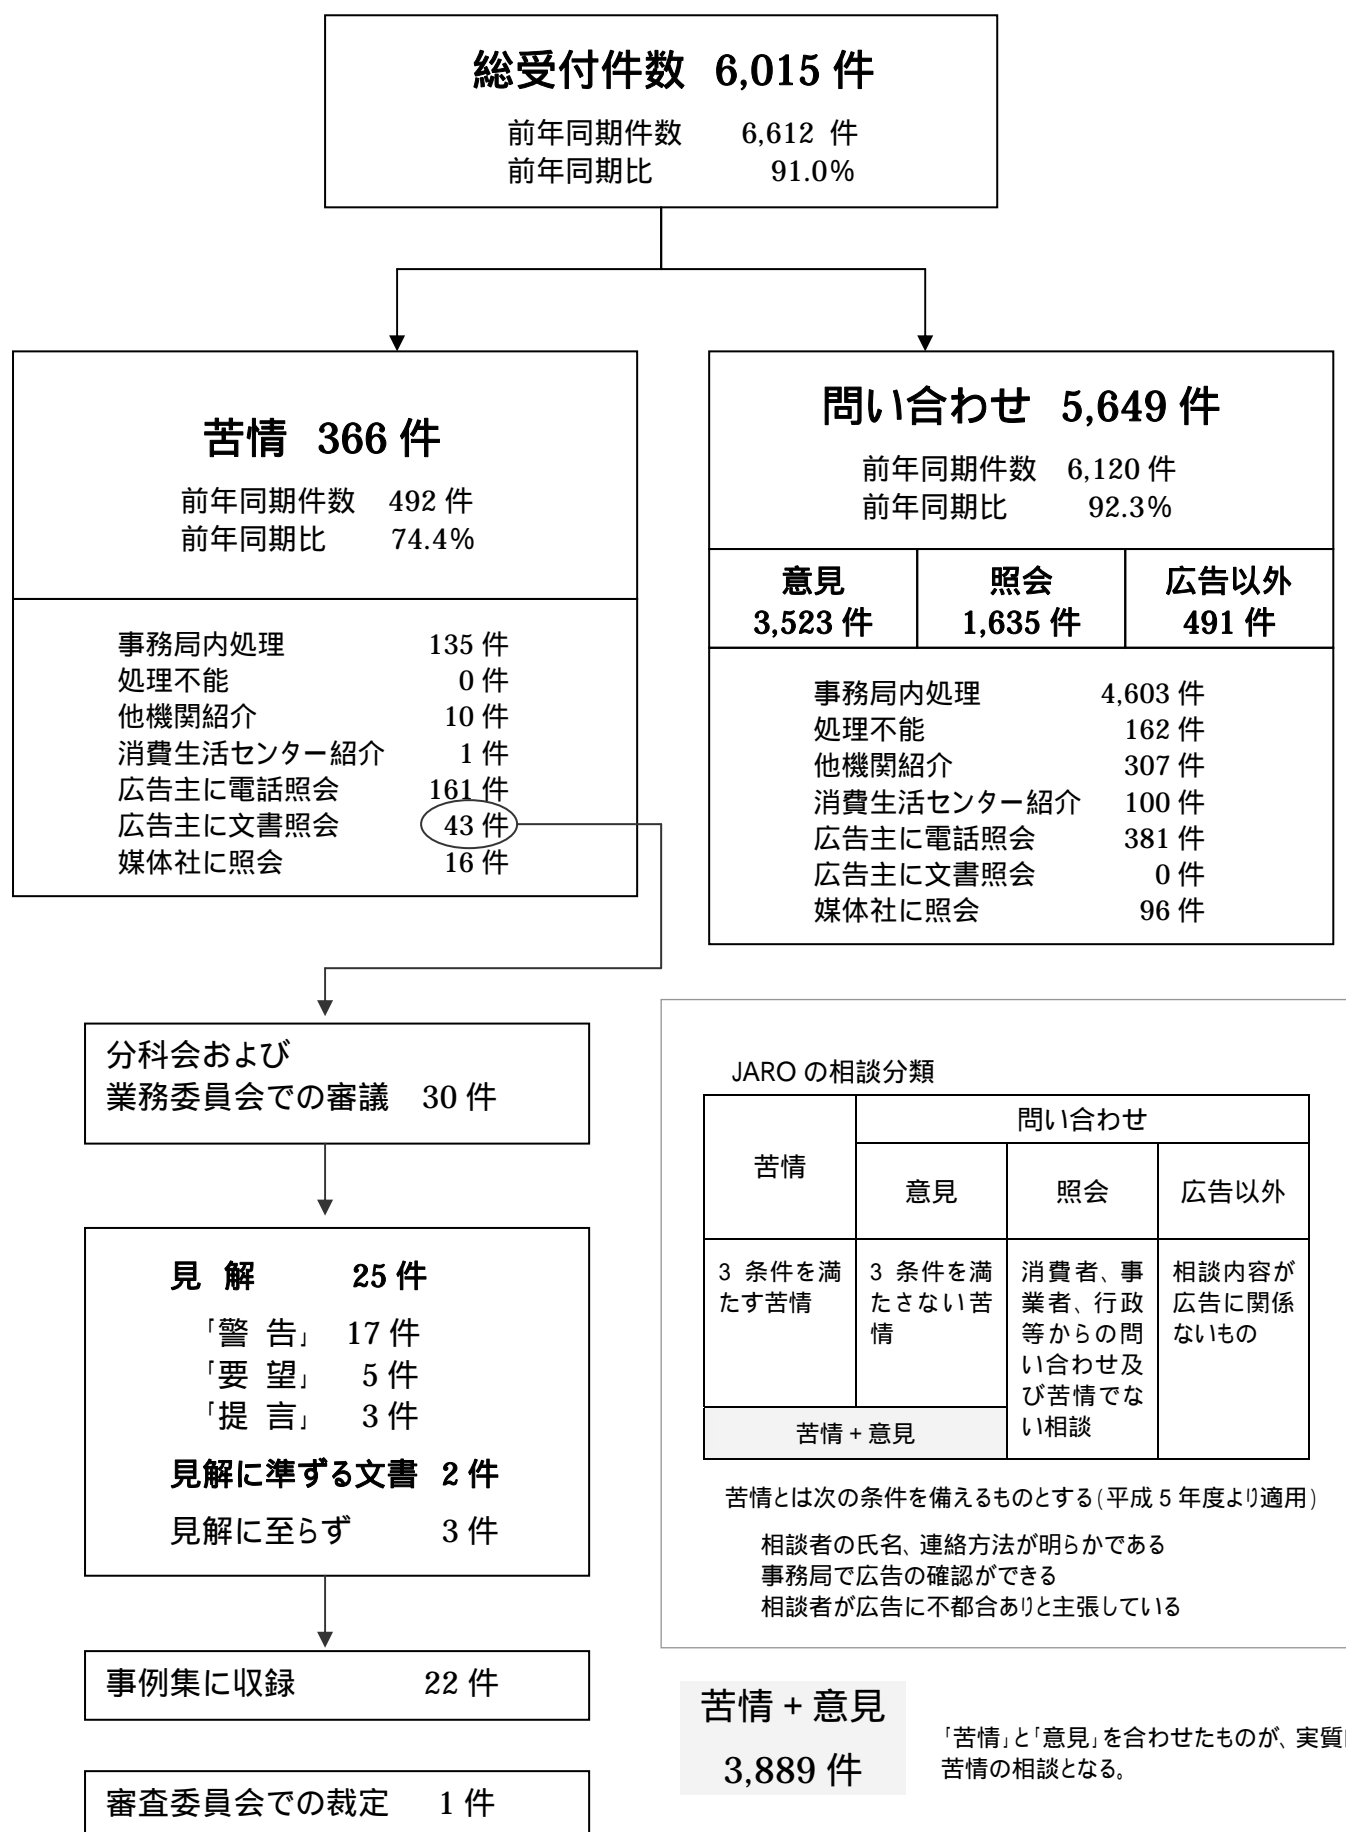 総受付件数 6,015 件
前年同期件数 6,612 件
前年同期比 91.0%
苦情 366 件
前年同期件数 492 件
前年同期比 74.4%
事務局内処理 135 件
処理不能 0 件
他機関紹介 10 件
消費生活センター紹介 1 件
広告主に電話照会 161 件
広告主に文書照会 43 件
媒体社に照会 16 件
問い合わせ 5,649 件
前年同期件数 6,120 件
前年同期比 92.3%
意見 照会 広告以外
3,523 件 1,635 件 491 件
事務局内処理 4,603 件
処理不能 162 件
他機関紹介 307 件
消費生活センター紹介 100 件
広告主に電話照会 381 件
広告主に文書照会 0 件
媒体社に照会 96 件
分科会および
業務委員会での審議 30 件
見 解 25 件
「警 告」 17 件
「要 望」 5 件
「提 言」 3 件
見解に準ずる文書 2 件
見解に至らず 3 件
事例集に収録 22 件
審査委員会での裁定 1 件
JARO の相談分類
問い合わせ
苦情
意見 照会 広告以外
3 条件を満
たす苦情
3 条件を満
たさない苦
情
消費者、事
業者、行政
等からの問
い合わせ及
び苦情でな
い相談
相談内容が
広告に関係
ないもの
苦情+意見
苦情とは次の条件を備えるものとする(平成 5 年度より適用)
相談者の氏名、連絡方法が明らかである
事務局で広告の確認ができる
相談者が広告に不都合ありと主張している
苦情+意見
3,889 件
「苦情」と「意見」を合わせたものが、実質
苦情の相談となる。